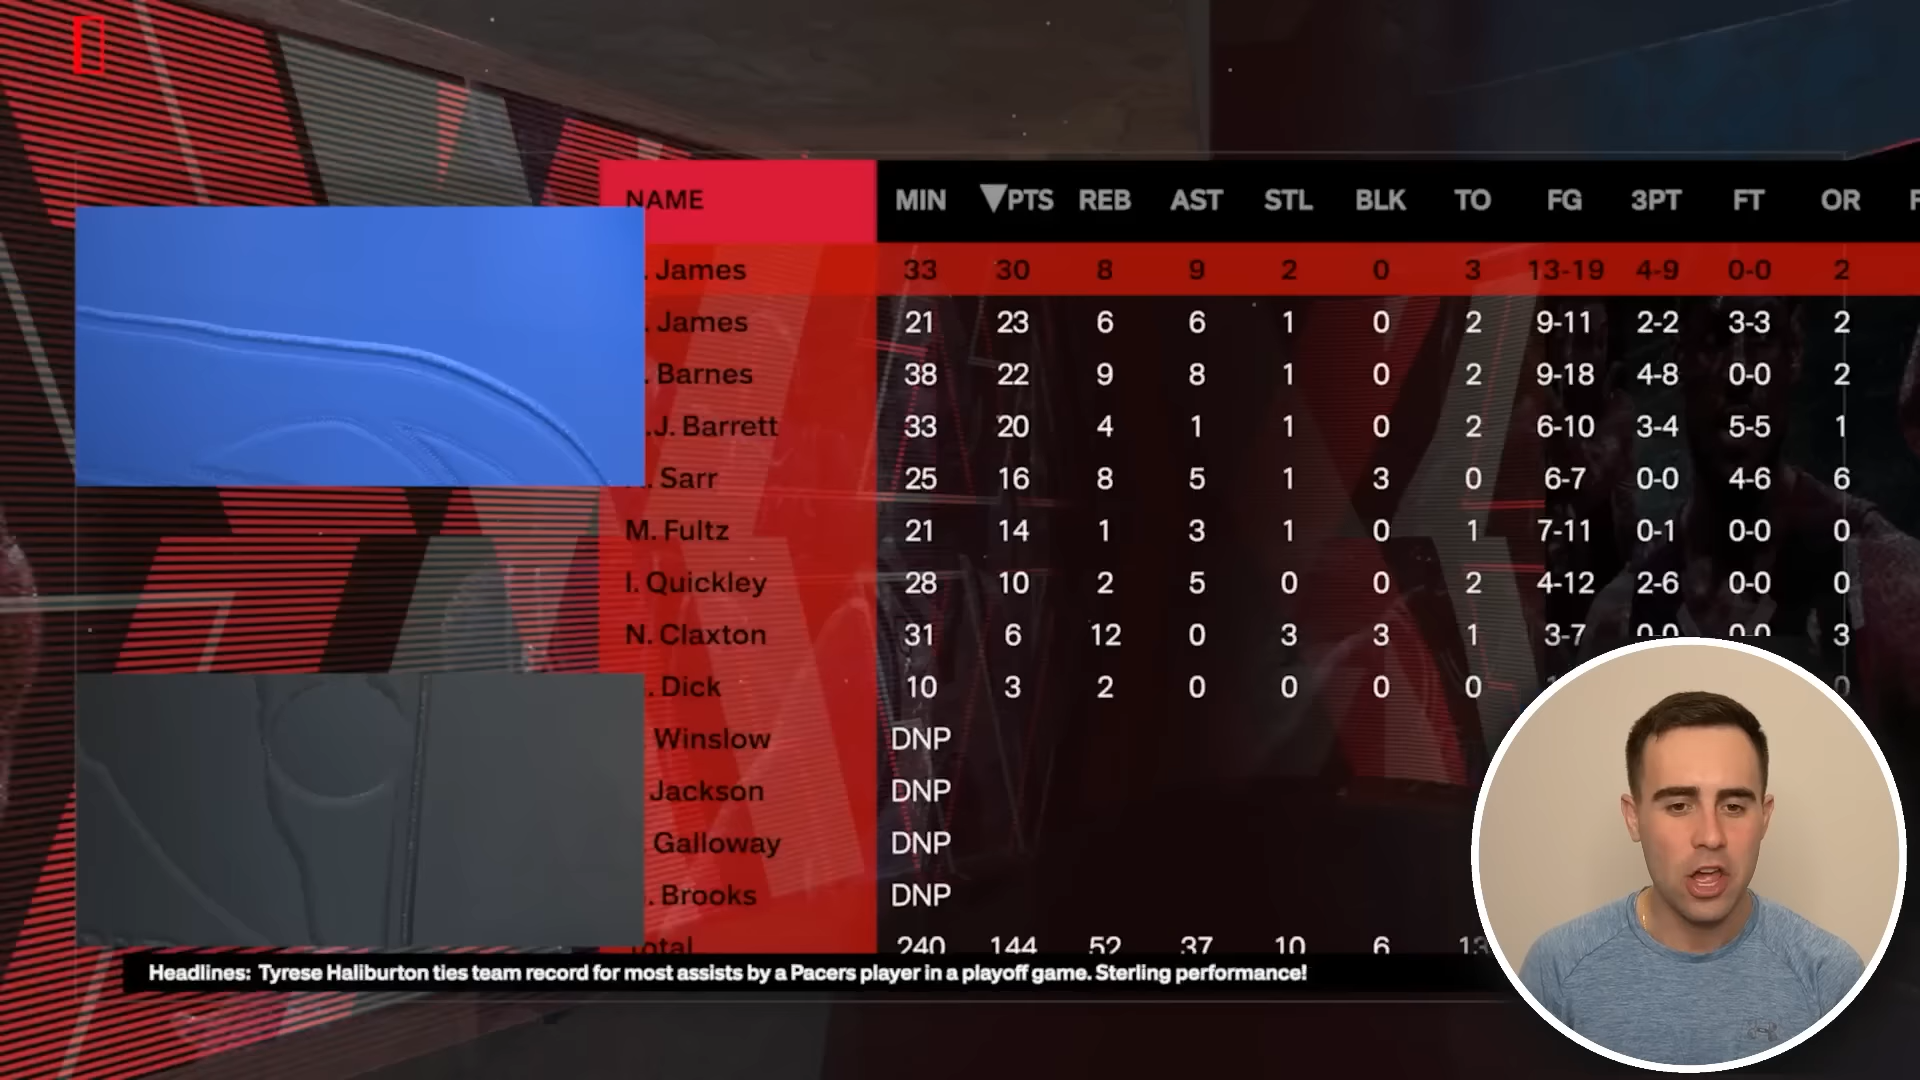 NAME MIN PTS REB AST STL BLK TO FG 3PT FT OR
. James 33 30 8 9 2 0 3 13-19 4-9 0-0 2
. James 21 23 6 6 1 0 2 9-11 2-2 3-3 2
. Barnes 38 22 9 8 1 0 2 9-18 4-8 0-0 2
.J. Barrett 33 20 4 1 1 0 2 6-10 3-4 5-5 1
. Sarr 25 16 8 5 1 3 0 6-7 0-0 4-6 6
M. Fultz 21 14 1 3 1 0 1 7-11 0-1 0-0 0
I. Quickley 28 10 2 5 0 0 2 4-12 2-6 0-0 0
N. Claxton 31 6 12 0 3 3 1 3-7 0-0 0-0 3
. Dick 10 3 2 0 0 0 0 0
Winslow DNP
Jackson DNP
Galloway DNP
. Brooks DNP
Total 240 144 52 37 10 6 13
Headlines: Tyrese Haliburton ties team record for most assists by a Pacers player in a playoff game. Sterling performance!